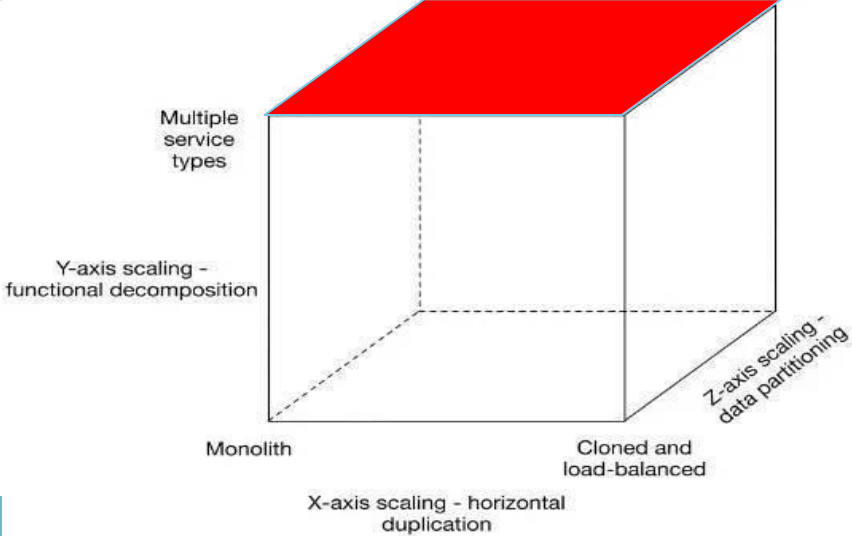 Multiple
service
types
Y-axis scaling -
functional decomposition
Z-axis scaling -
data partitioning
Monolith
Cloned and
load-balanced
X-axis scaling - horizontal
duplication